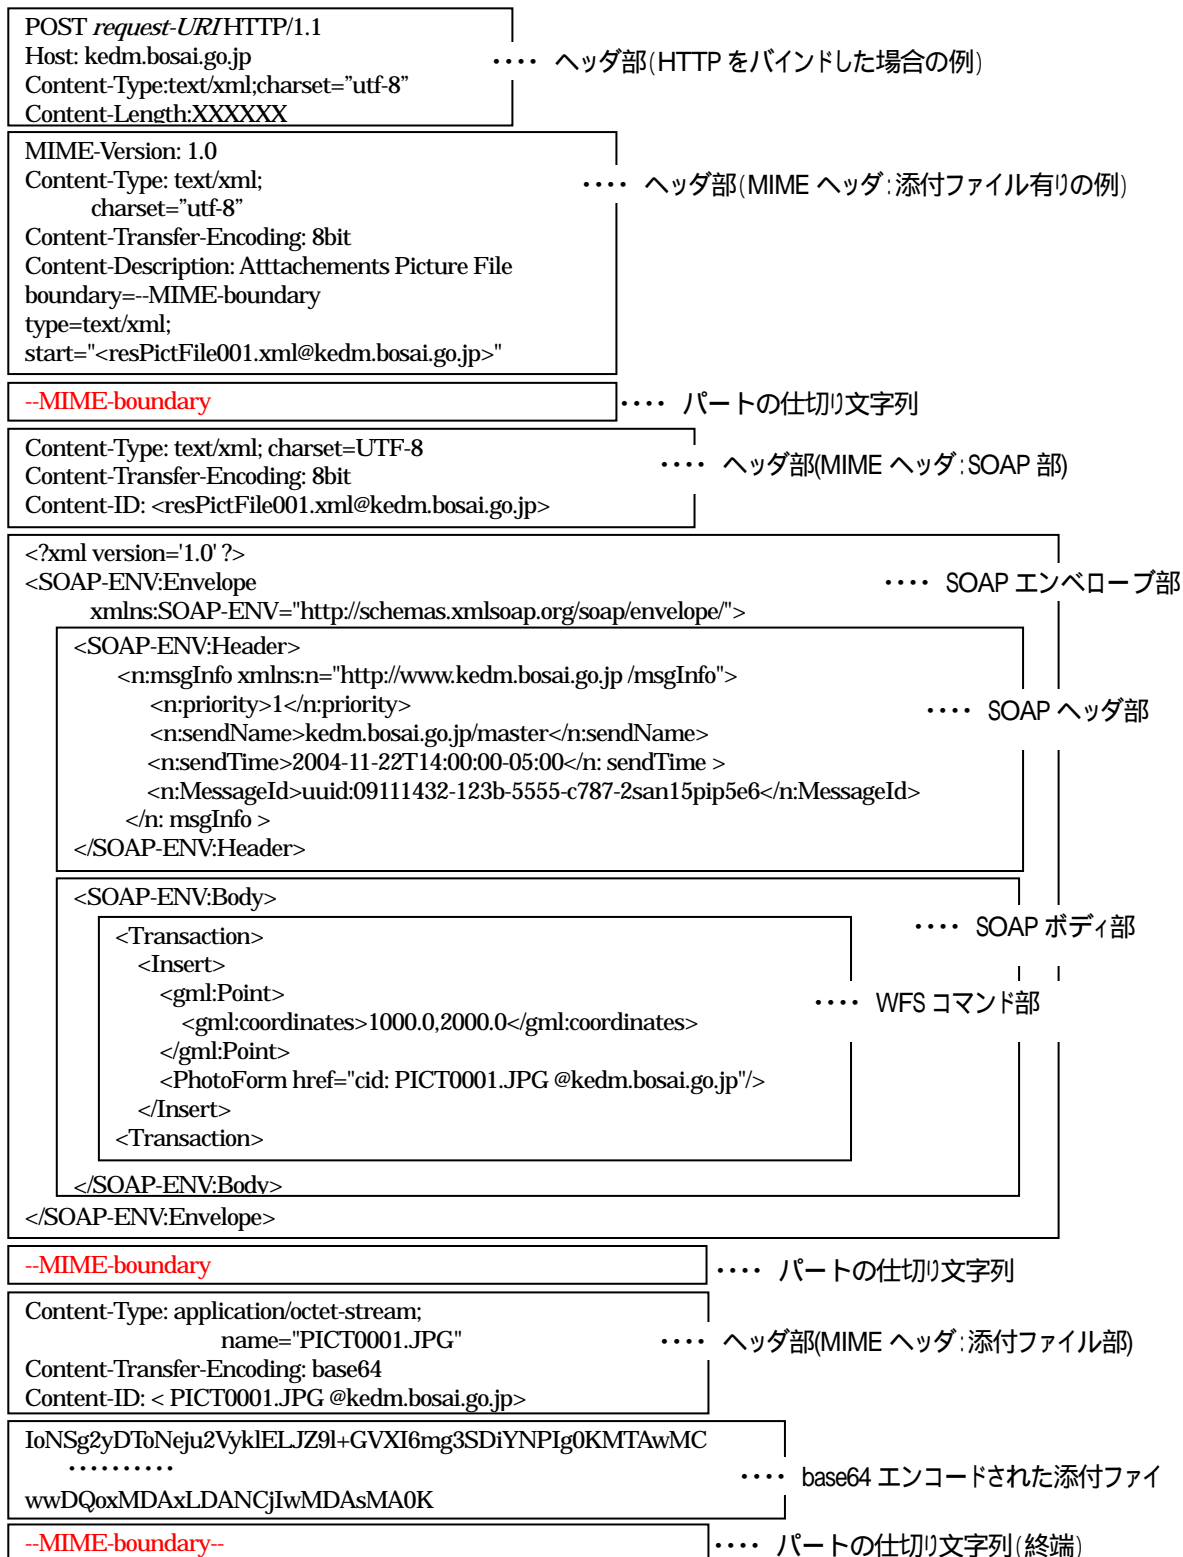 POST request-URI HTTP/1.1
Host: kedm.bosai.go.jp
Content-Type:text/xml;charset=”utf-8”
Content-Length:XXXXXX
・・・・ ヘッダ部(HTTP をバインドした場合の例)
MIME-Version: 1.0
Content-Type: text/xml;
charset=”utf-8”
Content-Transfer-Encoding: 8bit
Content-Description: Atttachements Picture File
boundary=--MIME-boundary
type=text/xml;
start="<resPictFile001.xml@kedm.bosai.go.jp>"
・・・・ ヘッダ部(MIME ヘッダ:添付ファイル有りの例)
--MIME-boundary
・・・・ パートの仕切り文字列
Content-Type: text/xml; charset=UTF-8
Content-Transfer-Encoding: 8bit
Content-ID: <resPictFile001.xml@kedm.bosai.go.jp>
・・・・ ヘッダ部(MIME ヘッダ:SOAP 部)
<?xml version='1.0' ?>
<SOAP-ENV:Envelope
・・・・ SOAP エンベローブ部
xmlns:SOAP-ENV="http://schemas.xmlsoap.org/soap/envelope/">
<SOAP-ENV:Header>
<n:msgInfo xmlns:n="http://www.kedm.bosai.go.jp /msgInfo">
<n:priority>1</n:priority>
・・・・ SOAP ヘッダ部
<n:sendName>kedm.bosai.go.jp/master</n:sendName>
<n:sendTime>2004-11-22T14:00:00-05:00</n: sendTime >
<n:MessageId>uuid:09111432-123b-5555-c787-2san15pip5e6</n:MessageId>
</n: msgInfo >
</SOAP-ENV:Header>
<SOAP-ENV:Body>
・・・・ SOAP ボディ部
<Transaction>
<Insert>
<gml:Point>
・・・・ WFS コマンド部
<gml:coordinates>1000.0,2000.0</gml:coordinates>
</gml:Point>
<PhotoForm href="cid: PICT0001.JPG @kedm.bosai.go.jp"/>
</Insert>
<Transaction>
</SOAP-ENV:Body>
</SOAP-ENV:Envelope>
--MIME-boundary
・・・・ パートの仕切り文字列
Content-Type: application/octet-stream;
name="PICT0001.JPG"
・・・・ ヘッダ部(MIME ヘッダ:添付ファイル部)
Content-Transfer-Encoding: base64
Content-ID: < PICT0001.JPG @kedm.bosai.go.jp>
IoNSg2yDToNeju2VyklELJZ9l+GVXI6mg3SDiYNPIg0KMTAwMC
・・・・・・・・・・
・・・・ base64 エンコードされた添付ファイ
wwDQoxMDAxLDANCjIwMDAsMA0K
--MIME-boundary--
・・・・ パートの仕切り文字列(終端)